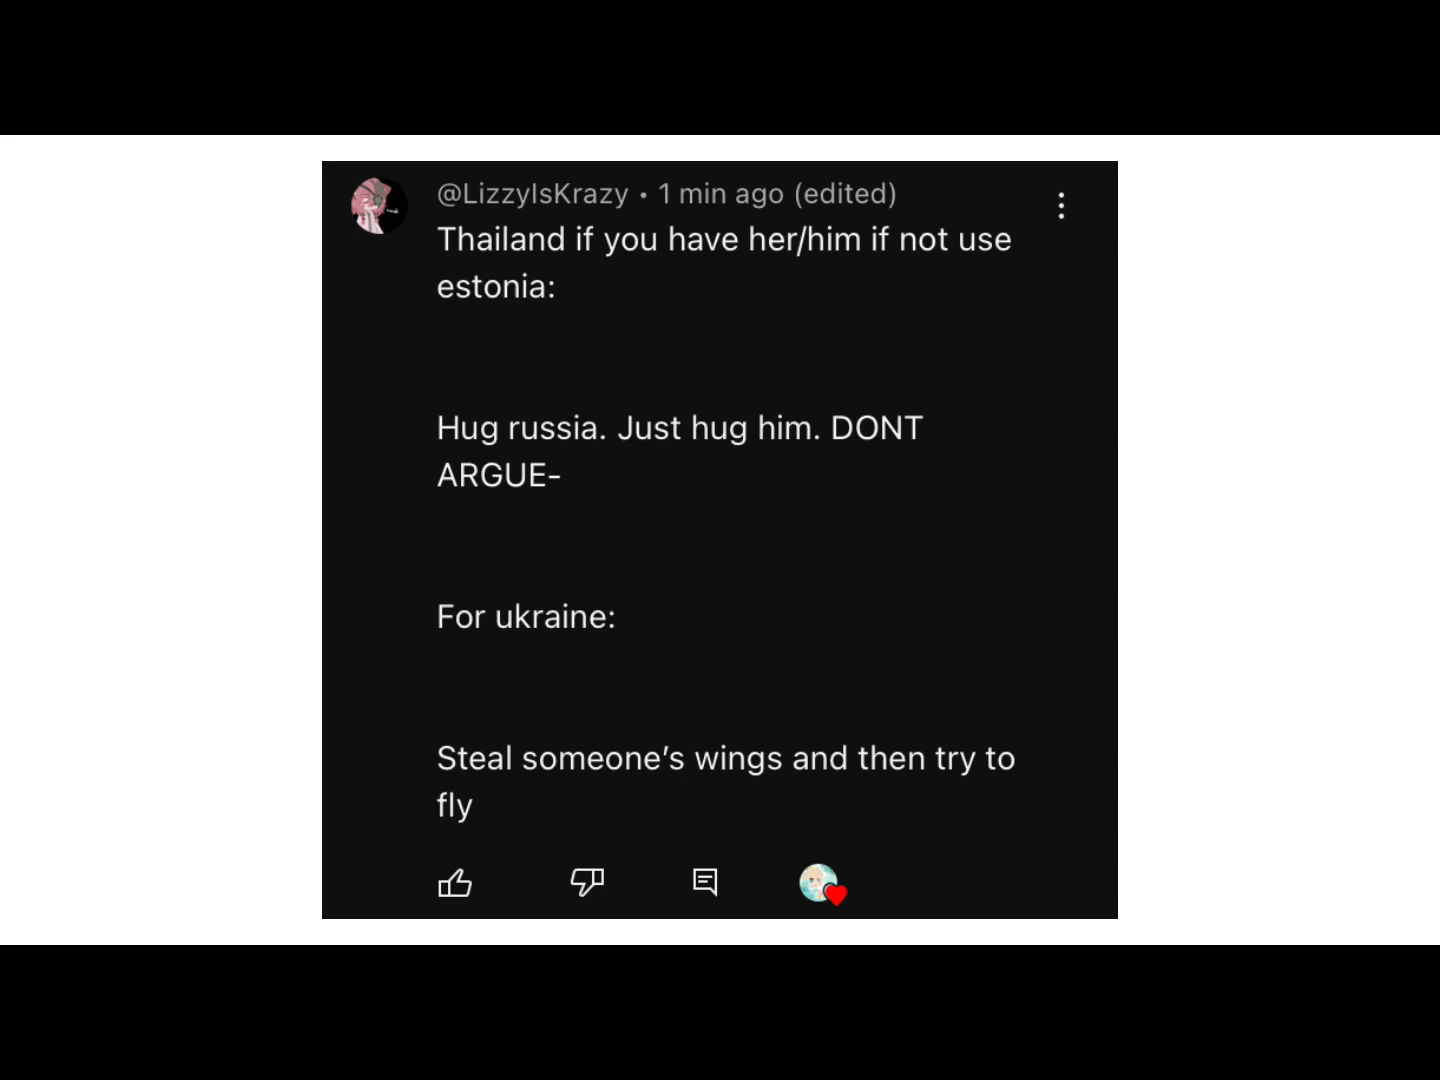 @LizzyIsKrazy • 1 min ago (edited)
Thailand if you have her/him if not use
estonia:
Hug russia. Just hug him. DONT
ARGUE-
For ukraine:
Steal someone’s wings and then try to
fly